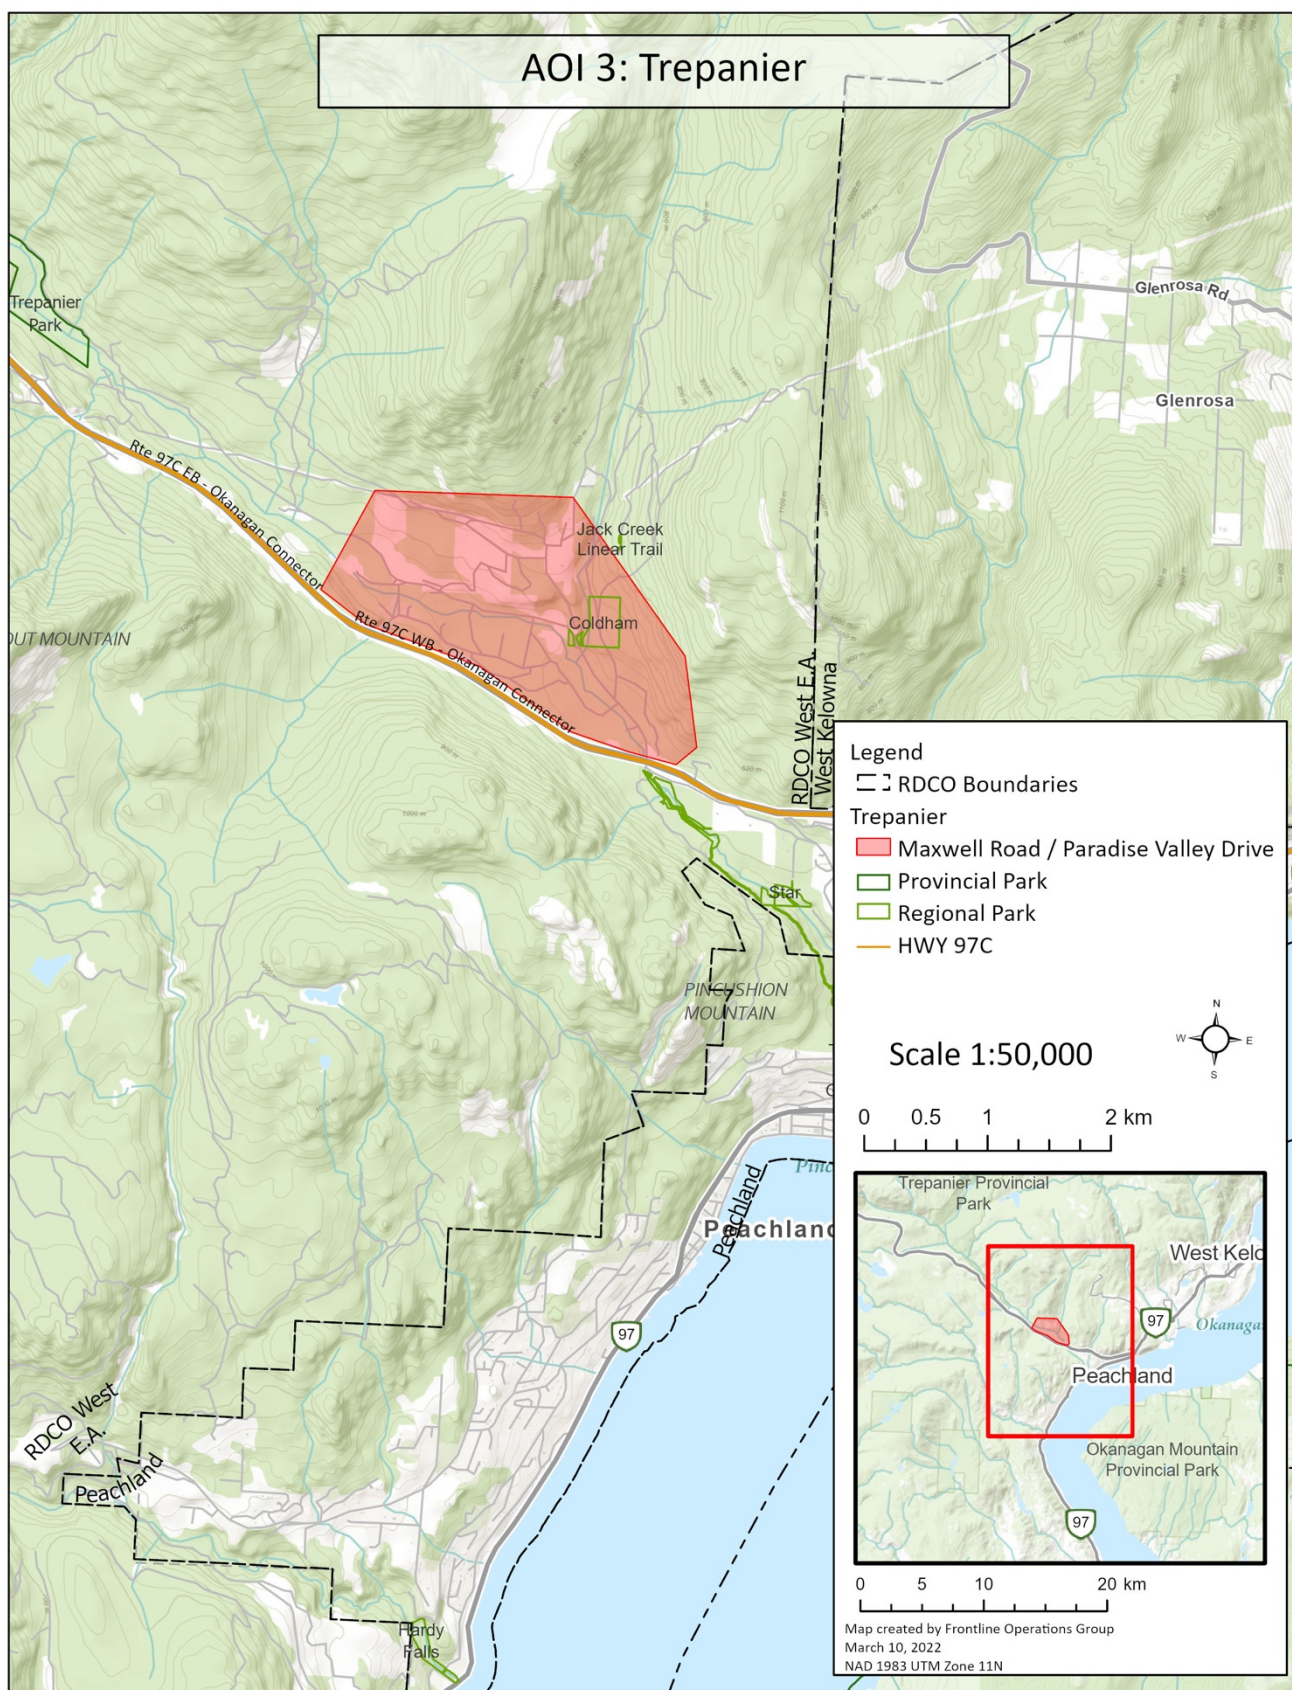 AOI 3: Trepanier
Glenrosa Rd
Trepanier
Park
Glenrosa
Rte 97C EB - Okanagan Connector
Jack Creek
Linear Trail
Coldham
Rte 97C WB - Okanagan Connector
OUT MOUNTAIN
RDCO West E.A.
West Kelowna
Star
PINCUSHION
MOUNTAIN
Pinc
Peachland
Peachland
97
RDCO West
E.A.
Peachland
Hardy
Falls
Legend
RDCO Boundaries
Trepanier
Maxwell Road / Paradise Valley Drive
Provincial Park
Regional Park
HWY 97C
Scale 1:50,000
N
W E
S
0 0.5 1 2 km
Trepanier Provincial
Park
West Kelo
97
Okanaga
Peachland
Okanagan Mountain
Provincial Park
97
0 5 10 20 km
Map created by Frontline Operations Group
March 10, 2022
NAD 1983 UTM Zone 11N